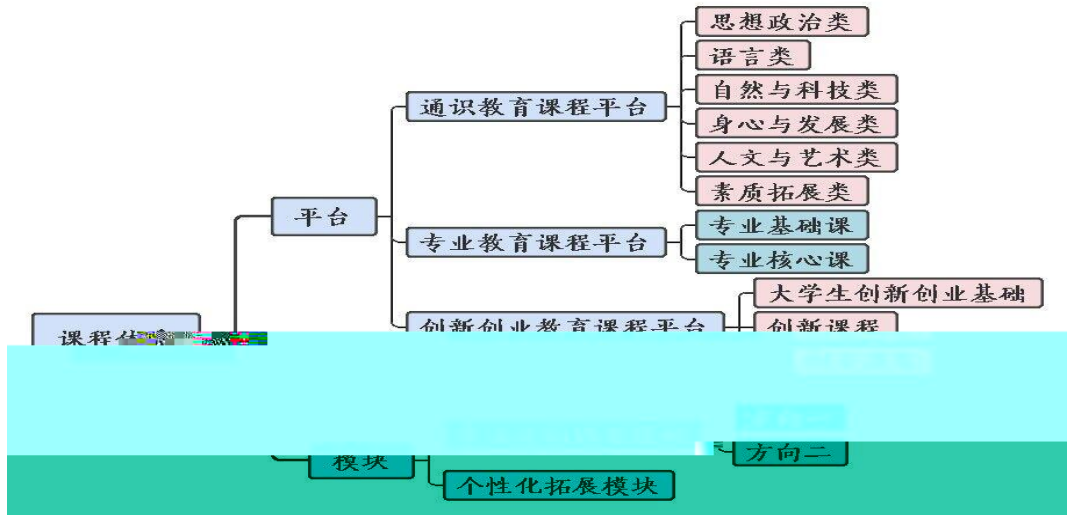 思想政治类
语言类
自然与科技类
通识教育课程平台
身心与发展类
人文与艺术类
素质拓展类
平台
专业基础课
专业教育课程平台
专业核心课
大学生创新创业基础
创新创业教育课程平台
创新课程
课程体
方向二
模块
个性化拓展模块